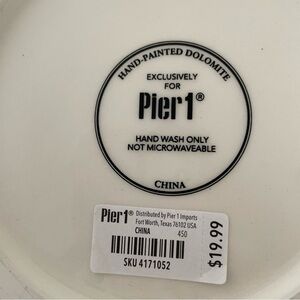 HAND-PAINTED DOLOMITE
EXCLUSIVELY
FOR
Pier 1®
HAND WASH ONLY
NOT MICROWAVEABLE
CHINA
Pier 1® Distributed by Pier 1 Imports
Fort Worth, Texas 76102 USA
CHINA 450
SKU 4171052
$19.99